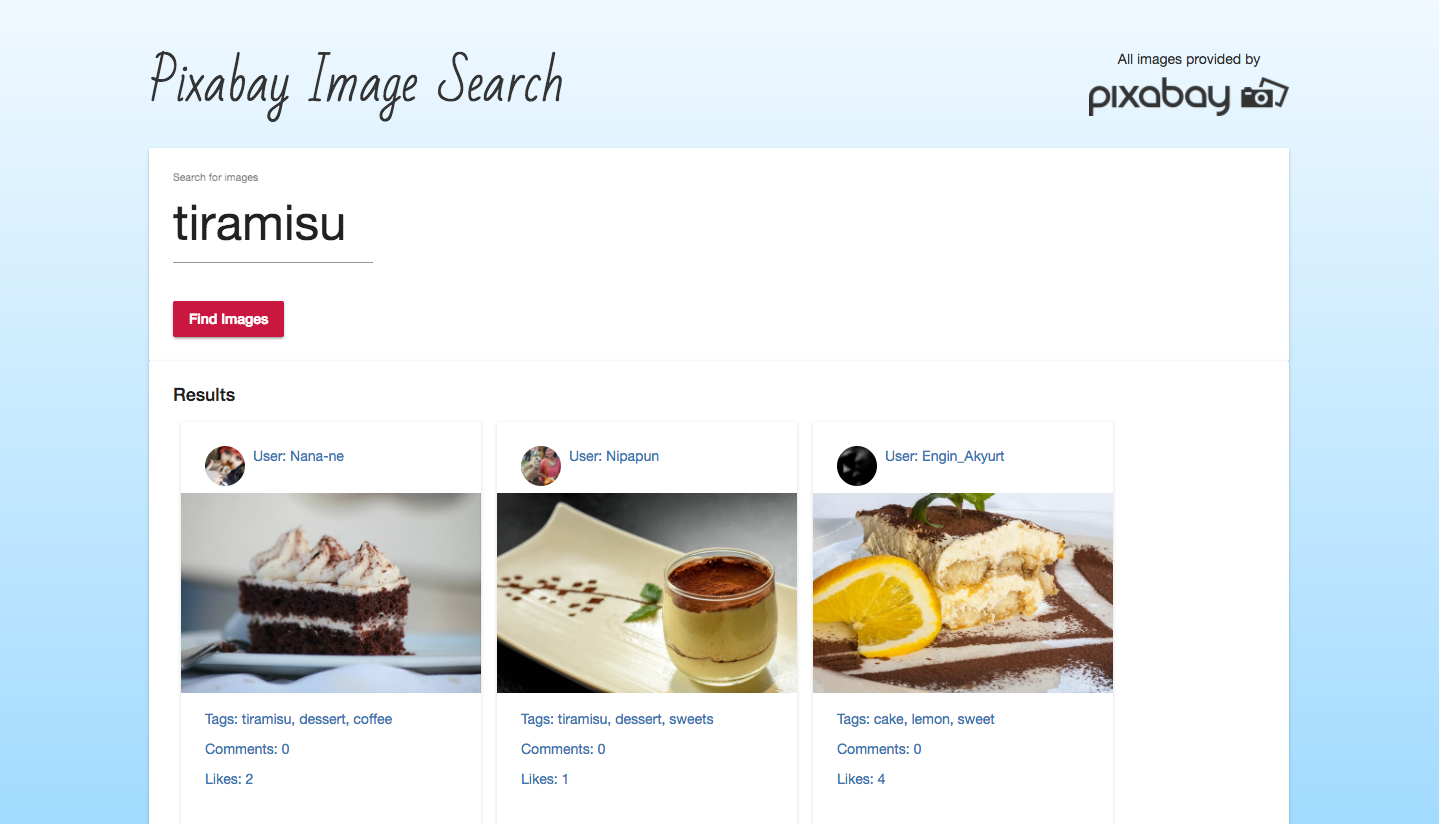 Pixabay Image Search
All images provided by
pixabay
Search for images
tiramisu
Find Images
Results
User: Nana-ne
Tags: tiramisu, dessert, coffee
Comments: 0
Likes: 2
User: Nipapun
Tags: tiramisu, dessert, sweets
Comments: 0
Likes: 1
User: Engin_Akyurt
Tags: cake, lemon, sweet
Comments: 0
Likes: 4